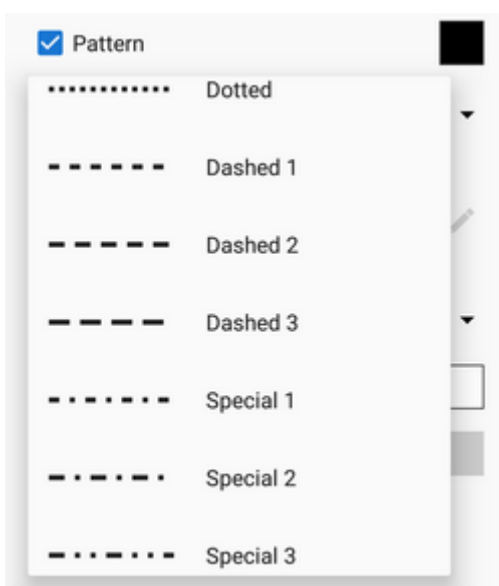 Pattern
Dotted
Dashed 1
Dashed 2
Dashed 3
Special 1
Special 2
Special 3